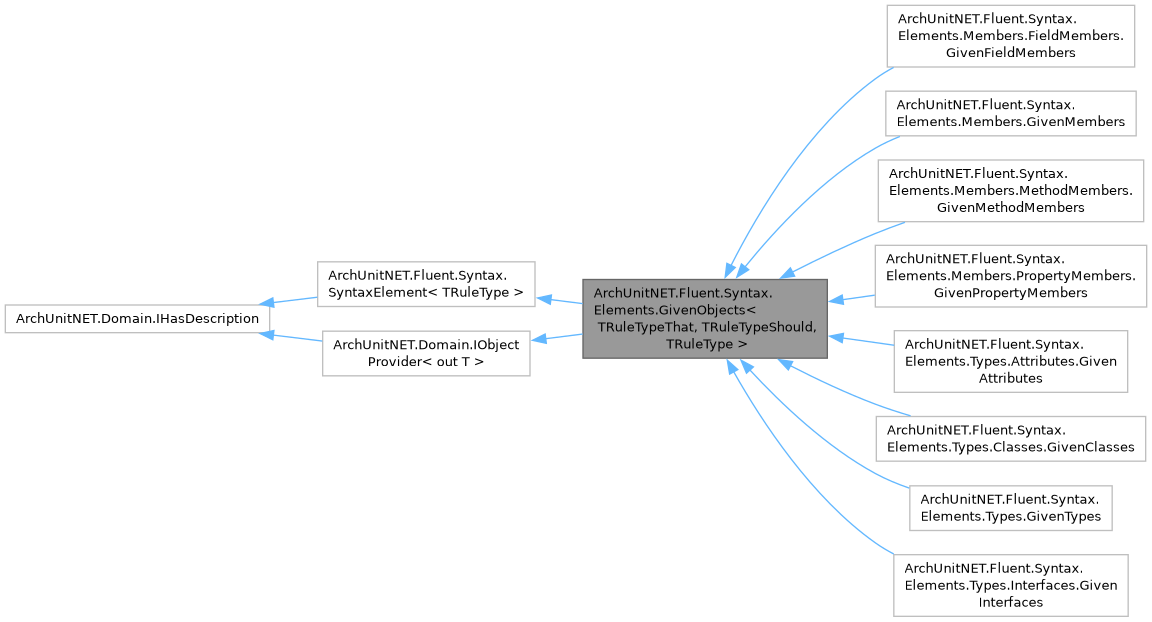 ArchUnitNET.Domain.IHasDescription
ArchUnitNET.Fluent.Syntax.
SyntaxElement< TRuleType >
ArchUnitNET.Domain.IObject
Provider< out T >
ArchUnitNET.Fluent.Syntax.
Elements.GivenObjects<
TRuleTypeThat, TRuleTypeShould,
TRuleType >
ArchUnitNET.Fluent.Syntax.
Elements.Members.FieldMembers.
GivenFieldMembers
ArchUnitNET.Fluent.Syntax.
Elements.Members.GivenMembers
ArchUnitNET.Fluent.Syntax.
Elements.Members.MethodMembers.
GivenMethodMembers
ArchUnitNET.Fluent.Syntax.
Elements.Members.PropertyMembers.
GivenPropertyMembers
ArchUnitNET.Fluent.Syntax.
Elements.Types.Attributes.Given
Attributes
ArchUnitNET.Fluent.Syntax.
Elements.Types.Classes.GivenClasses
ArchUnitNET.Fluent.Syntax.
Elements.Types.GivenTypes
ArchUnitNET.Fluent.Syntax.
Elements.Types.Interfaces.Given
Interfaces